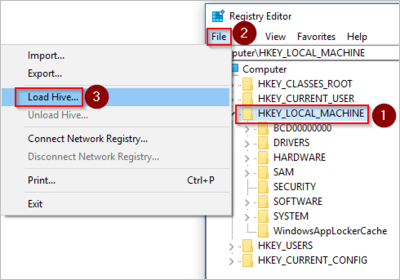 Registry Editor
File View Favorites Help
puter\HKEY_LOCAL_MACHINE
Computer
HKEY_CLASSES_ROOT
HKEY_CURRENT_USER
HKEY_LOCAL_MACHINE
BCD00000000
DRIVERS
HARDWARE
SAM
SECURITY
SOFTWARE
SYSTEM
WindowsAppLockerCache
HKEY_USERS
HKEY_CURRENT_CONFIG
Import...
Export...
Load Hive...
Unload Hive...
Connect Network Registry...
Disconnect Network Registry...
Print... Ctrl+P
Exit
2
3
1